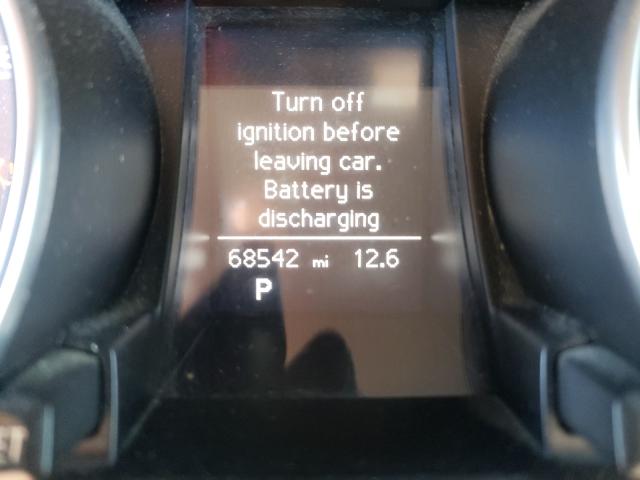 Turn off
ignition before
leaving car.
Battery is
discharging
68542 mi 12.6
P